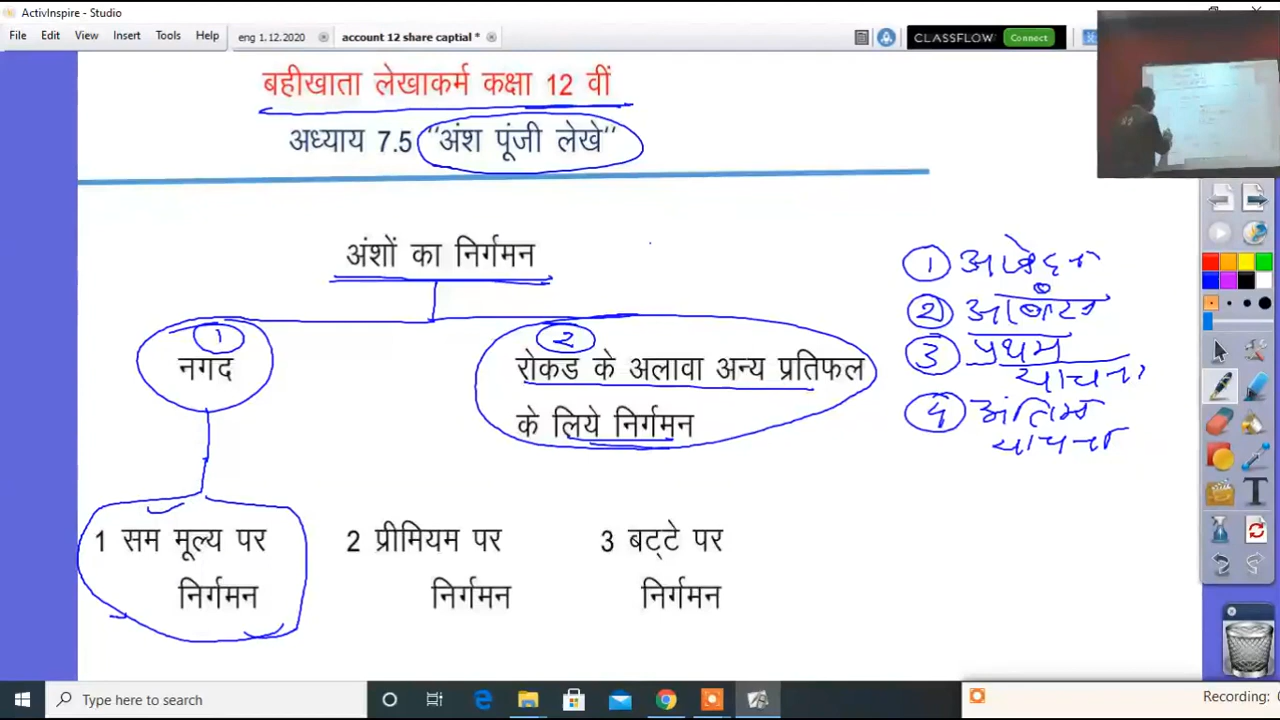 ActivInspire - Studio
File Edit View Insert Tools Help
eng 1.12.2020
account 12 share captial *
CLASSFLOW Connect
बहीखाता लेखाकर्म कक्षा 12 वीं
अध्याय 7.5 "अंश पूंजी लेखे"
अंशों का निर्गमन
1
नगद
2
रोकड के अलावा अन्य प्रतिफल
के लिये निर्गमन
1 सम मूल्य पर
निर्गमन
2 प्रीमियम पर
निर्गमन
3 बट्टे पर
निर्गमन
1 आवेदन
2 आबंटन
3 प्रथम
याचना
4 अंतिम
याचना
Type here to search
Recording: